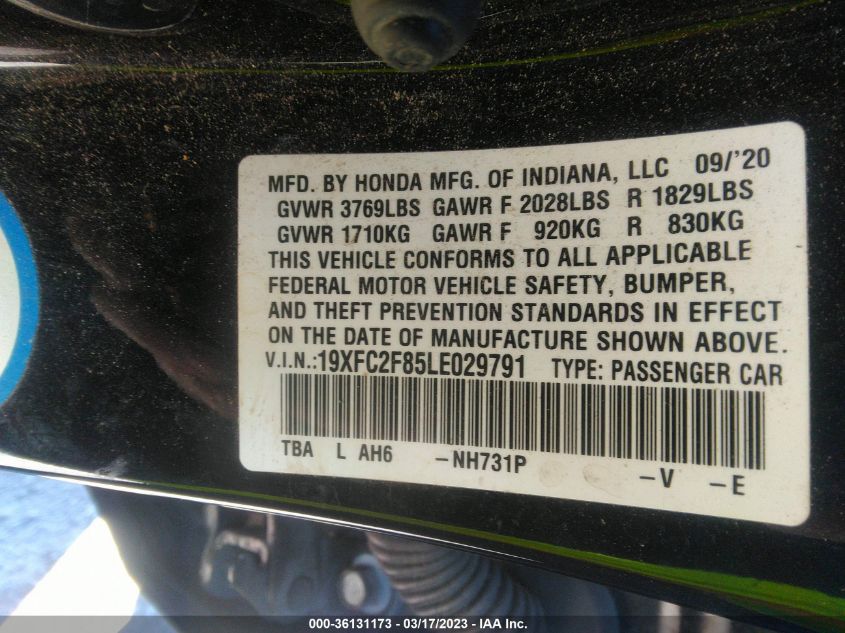 MFD. BY HONDA MFG. OF INDIANA, LLC 09/'20
GVWR 3769LBS GAWR F 2028LBS R 1829LBS
GVWR 1710KG GAWR F 920KG R 830KG
THIS VEHICLE CONFORMS TO ALL APPLICABLE
FEDERAL MOTOR VEHICLE SAFETY, BUMPER,
AND THEFT PREVENTION STANDARDS IN EFFECT
ON THE DATE OF MANUFACTURE SHOWN ABOVE.
V.I.N.:19XFC2F85LE029791 TYPE: PASSENGER CAR
TBA L AH6 -NH731P -V -E
000-36131173 - 03/17/2023 - IAA Inc.